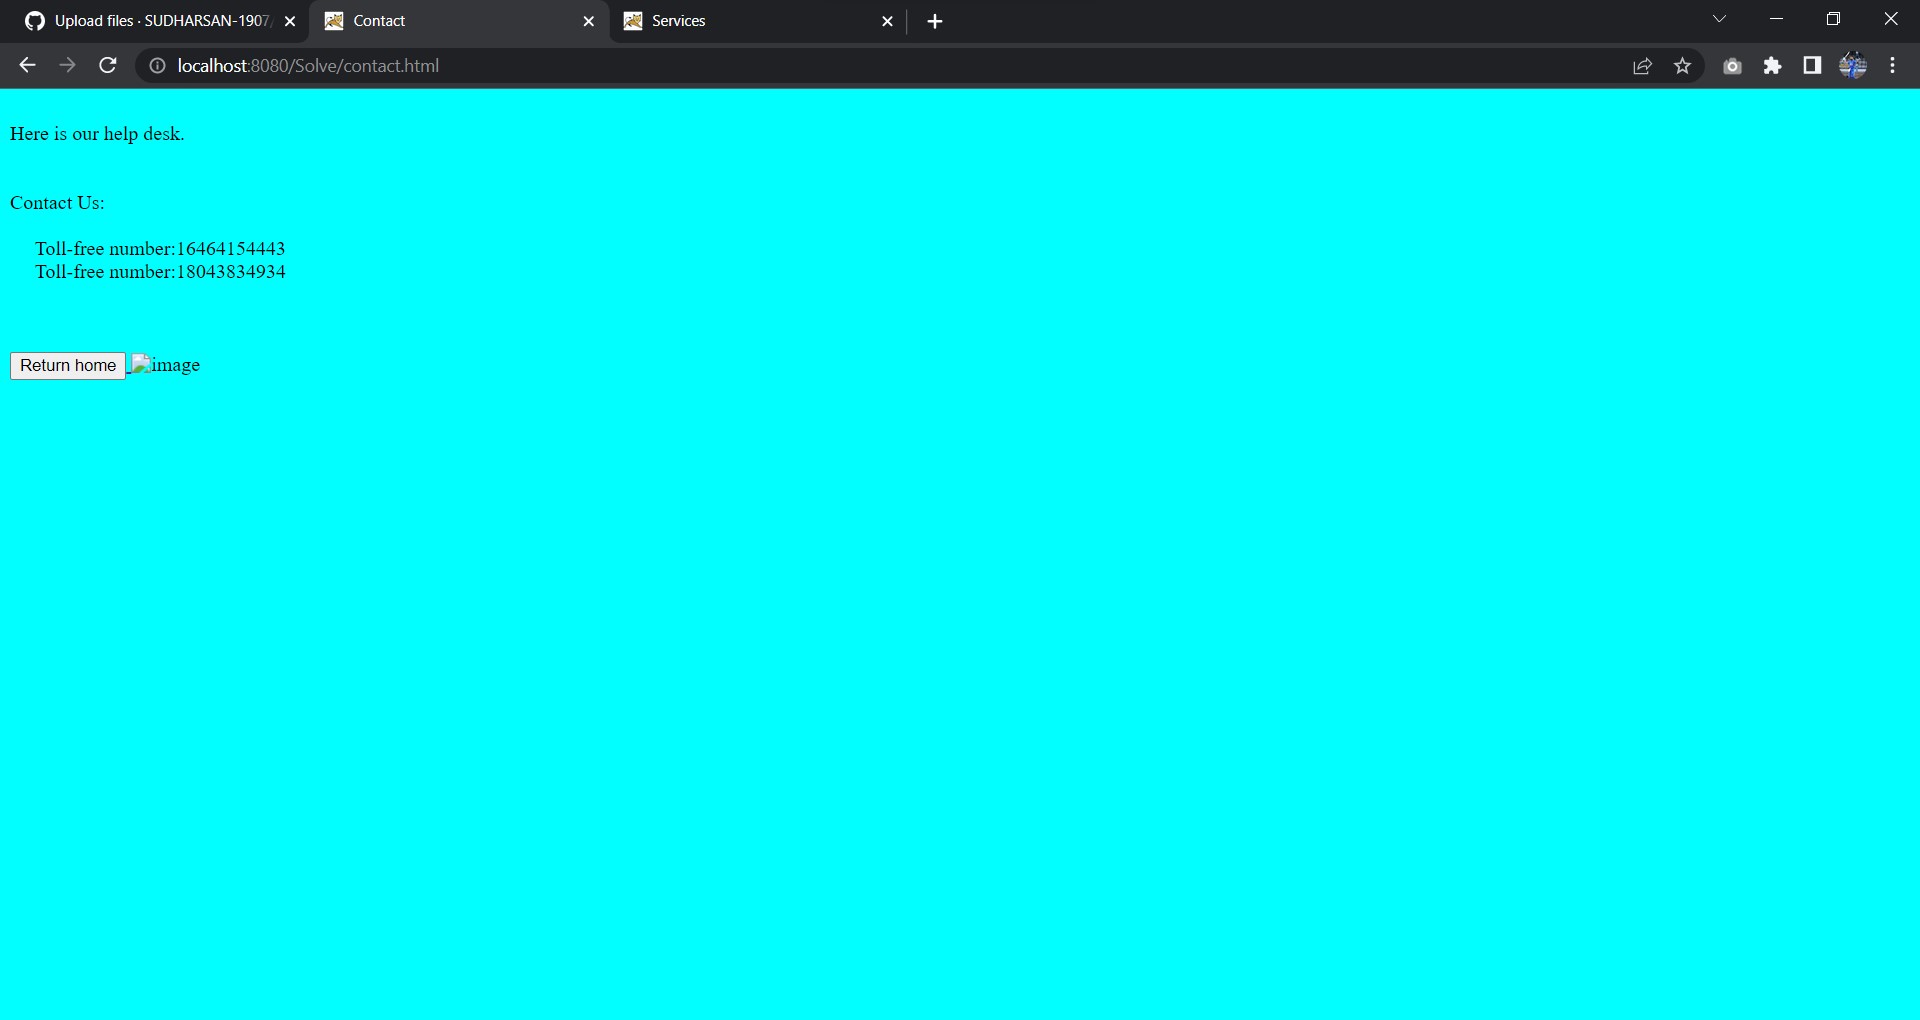 Upload files · SUDHARSAN-1907/
Contact
Services
localhost:8080/Solve/contact.html
Here is our help desk.
Contact Us:
Toll-free number:16464154443
Toll-free number:18043834934
Return home image